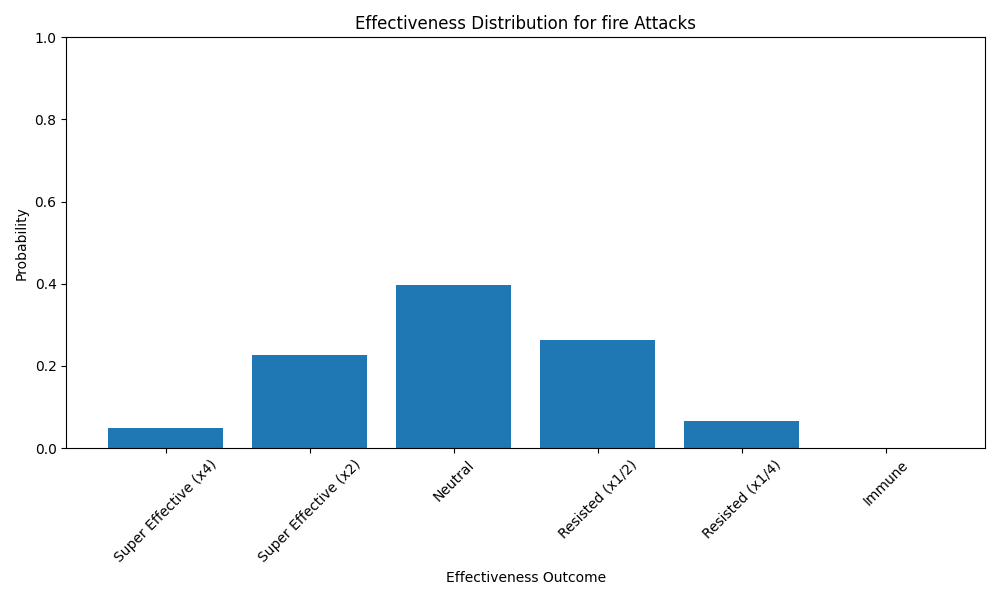 Effectiveness Distribution for fire Attacks
1.0
0.8
0.6
0.4
0.2
0.0
Probability
Super Effective (x4)
Super Effective (x2)
Neutral
Resisted (x1/2)
Resisted (x1/4)
Immune
Effectiveness Outcome